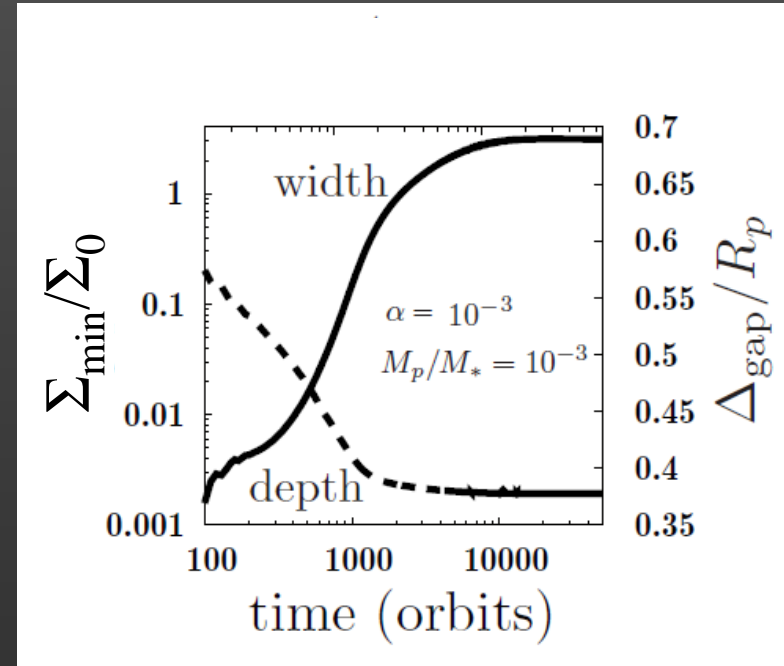 Σmin/Σ0
1
0.1
0.01
0.001
width
α = 10⁻³
Mp/M* = 10⁻³
depth
0.7
0.65
0.6
0.55
0.5
0.45
0.4
0.35
Δgap/Rp
100 1000 10000
time (orbits)